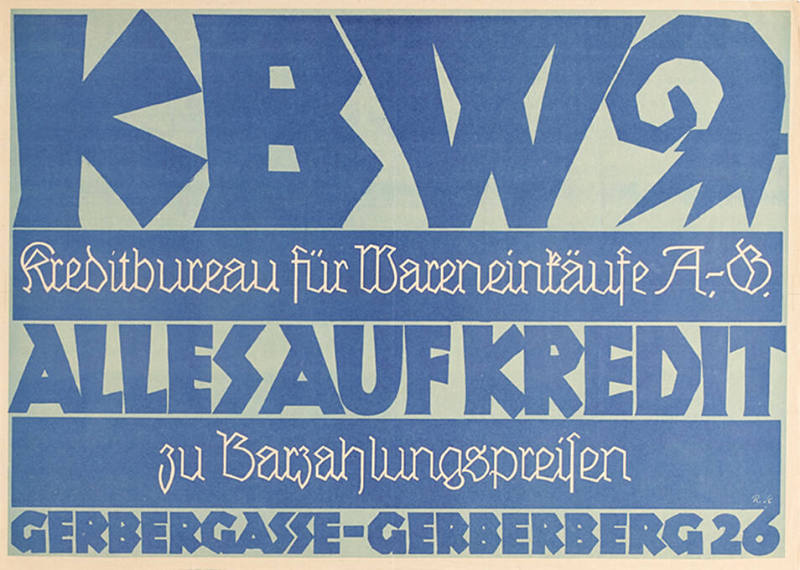 KBW
Kreditbureau für Wareneinkäufe A.-G.
ALLES AUF KREDIT
zu Barzahlungspreiſen
R. K
GERBERGASSE-GERBERBERG 26